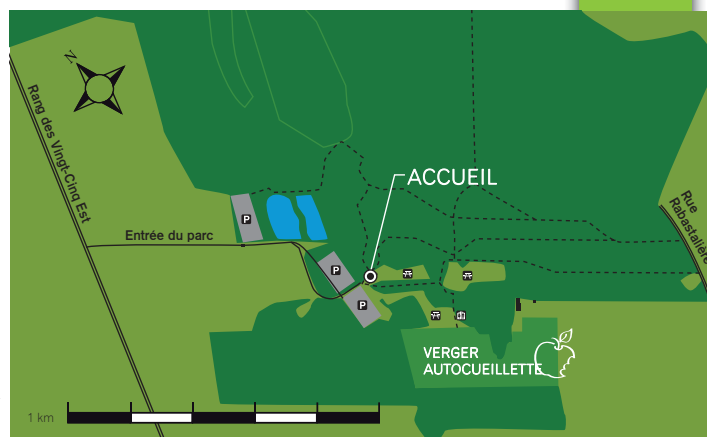 N
Rang des Vingt-Cinq Est
ACCUEIL
Rue
Rabastalière
P
Entrée du parc
P
P
VERGER
AUTOCUEILLETTE
1 km